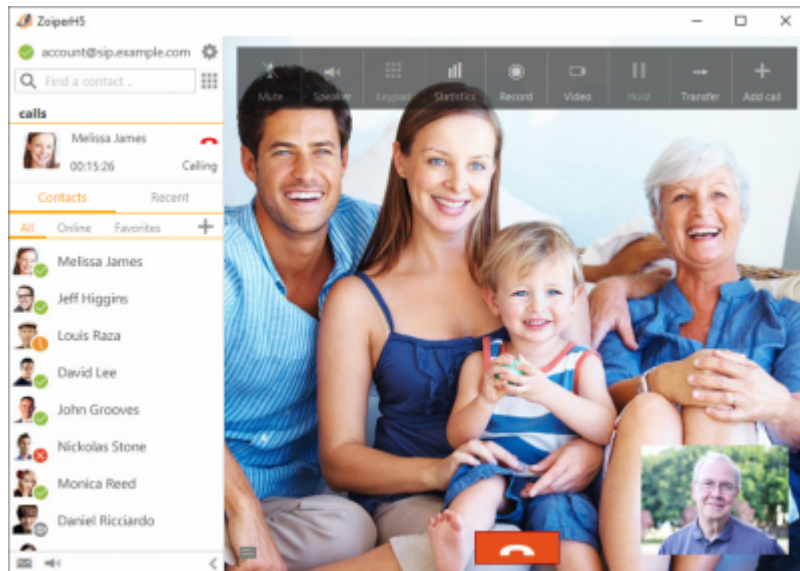 ZoiperH5
account@sip.example.com
Find a contact ..
calls
Melissa James
00:15:26 Calling
Contacts Recent
All Online Favorites
Melissa James
Jeff Higgins
Louis Raza
David Lee
John Grooves
Nickolas Stone
Monica Reed
Daniel Ricciardo
Mute Speaker Keypad Statistics Record Video Hold Transfer Add call